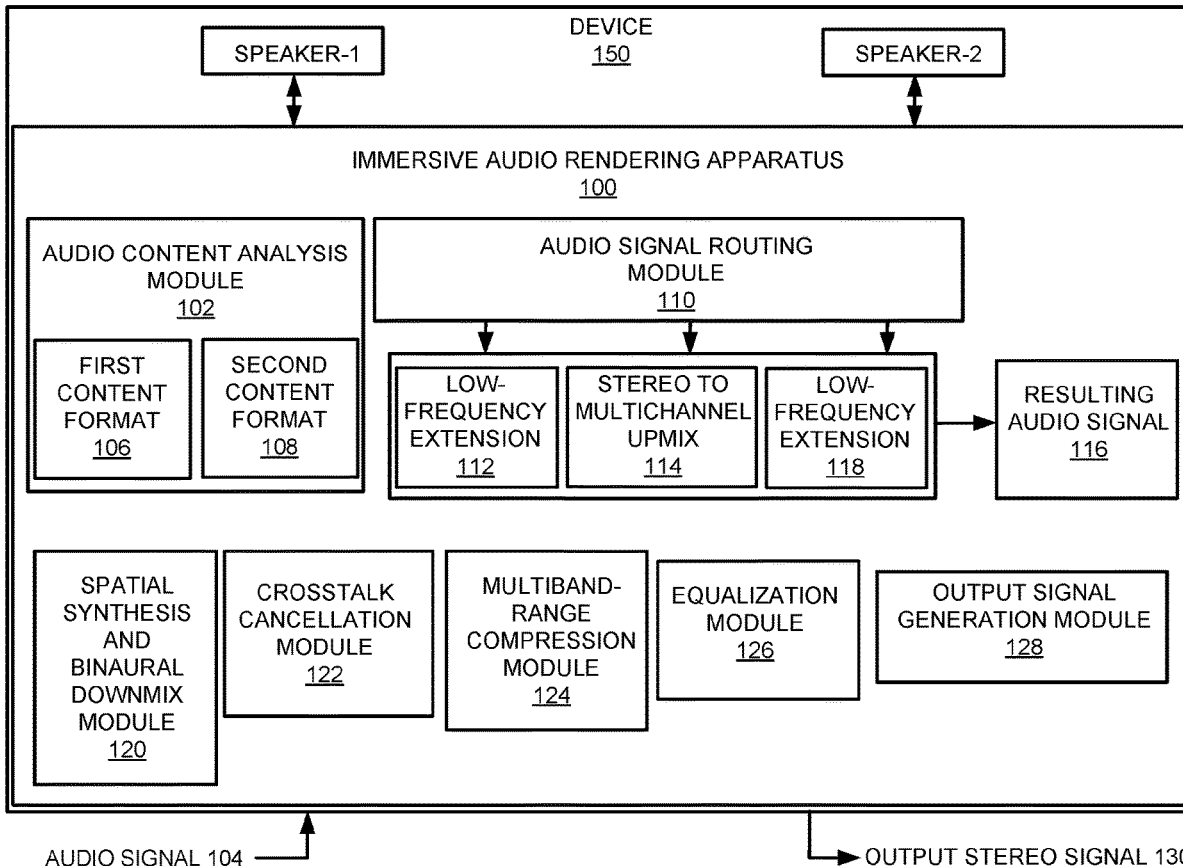 DEVICE
150
SPEAKER-1
SPEAKER-2
IMMERSIVE AUDIO RENDERING APPARATUS
100
AUDIO CONTENT ANALYSIS
MODULE
102
FIRST
CONTENT
FORMAT
106
SECOND
CONTENT
FORMAT
108
AUDIO SIGNAL ROUTING
MODULE
110
LOW-
FREQUENCY
EXTENSION
112
STEREO TO
MULTICHANNEL
UPMIX
114
LOW-
FREQUENCY
EXTENSION
118
RESULTING
AUDIO SIGNAL
116
SPATIAL
SYNTHESIS
AND
BINAURAL
DOWNMIX
MODULE
120
CROSSTALK
CANCELLATION
MODULE
122
MULTIBAND-
RANGE
COMPRESSION
MODULE
124
EQUALIZATION
MODULE
126
OUTPUT SIGNAL
GENERATION MODULE
128
AUDIO SIGNAL 104
OUTPUT STEREO SIGNAL 130